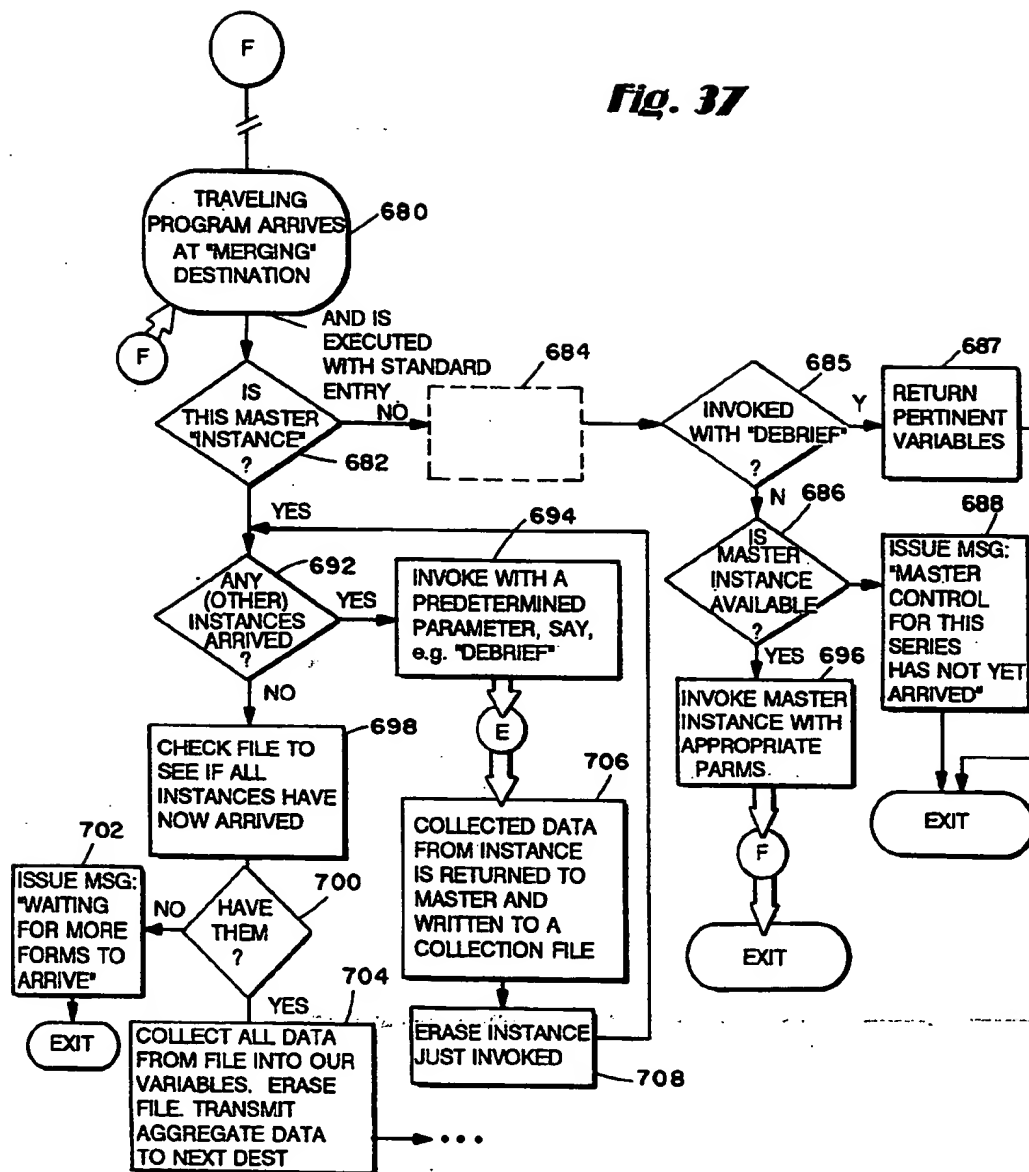 F
Fig. 37
TRAVELING
PROGRAM ARRIVES
AT "MERGING"
DESTINATION
680
F
AND IS
EXECUTED
WITH STANDARD
ENTRY
IS
THIS MASTER
"INSTANCE"
?
682
NO
684
685
INVOKED
WITH "DEBRIEF"
?
Y
687
RETURN
PERTINENT
VARIABLES
N
686
IS
MASTER
INSTANCE
AVAILABLE
?
688
ISSUE MSG:
"MASTER
CONTROL
FOR THIS
SERIES
HAS NOT YET
ARRIVED"
EXIT
YES
696
INVOKE MASTER
INSTANCE WITH
APPROPRIATE
PARMS.
F
EXIT
YES
692
ANY
(OTHER)
INSTANCES
ARRIVED
?
YES
694
INVOKE WITH A
PREDETERMINED
PARAMETER, SAY,
e.g. "DEBRIEF"
E
706
COLLECTED DATA
FROM INSTANCE
IS RETURNED TO
MASTER AND
WRITTEN TO A
COLLECTION FILE
ERASE INSTANCE
JUST INVOKED
708
NO
698
CHECK FILE TO
SEE IF ALL
INSTANCES HAVE
NOW ARRIVED
700
HAVE
THEM
?
NO
702
ISSUE MSG:
"WAITING
FOR MORE
FORMS TO
ARRIVE"
EXIT
YES
704
COLLECT ALL DATA
FROM FILE INTO OUR
VARIABLES. ERASE
FILE. TRANSMIT
AGGREGATE DATA
TO NEXT DEST
• • •